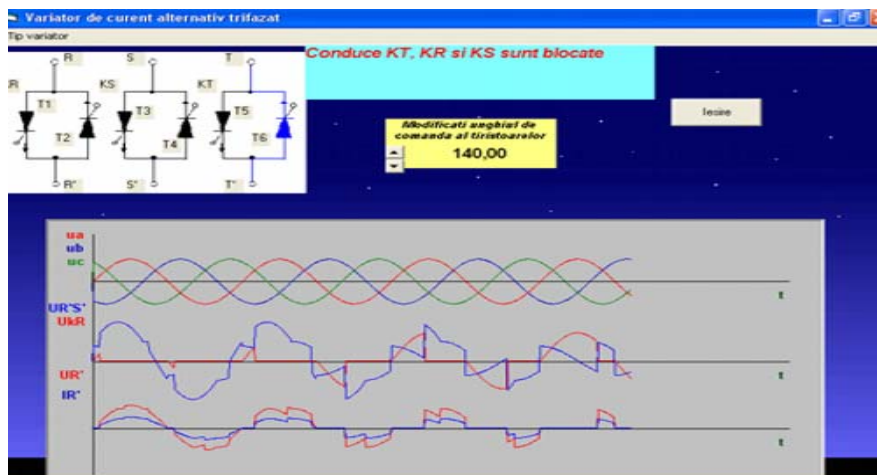 Variator de curent alternativ trifazat
Tip variator
R S T
KS KT
T1 T3 T5
T2 T4 T6
R' S' T'
Conduce KT, KR si KS sunt blocate
Modificati unghiul de
comanda al tiristoarelor
140,00
Iesire
ua
ub
uc
t
UR'S'
UkR
t
UR'
IR'
t